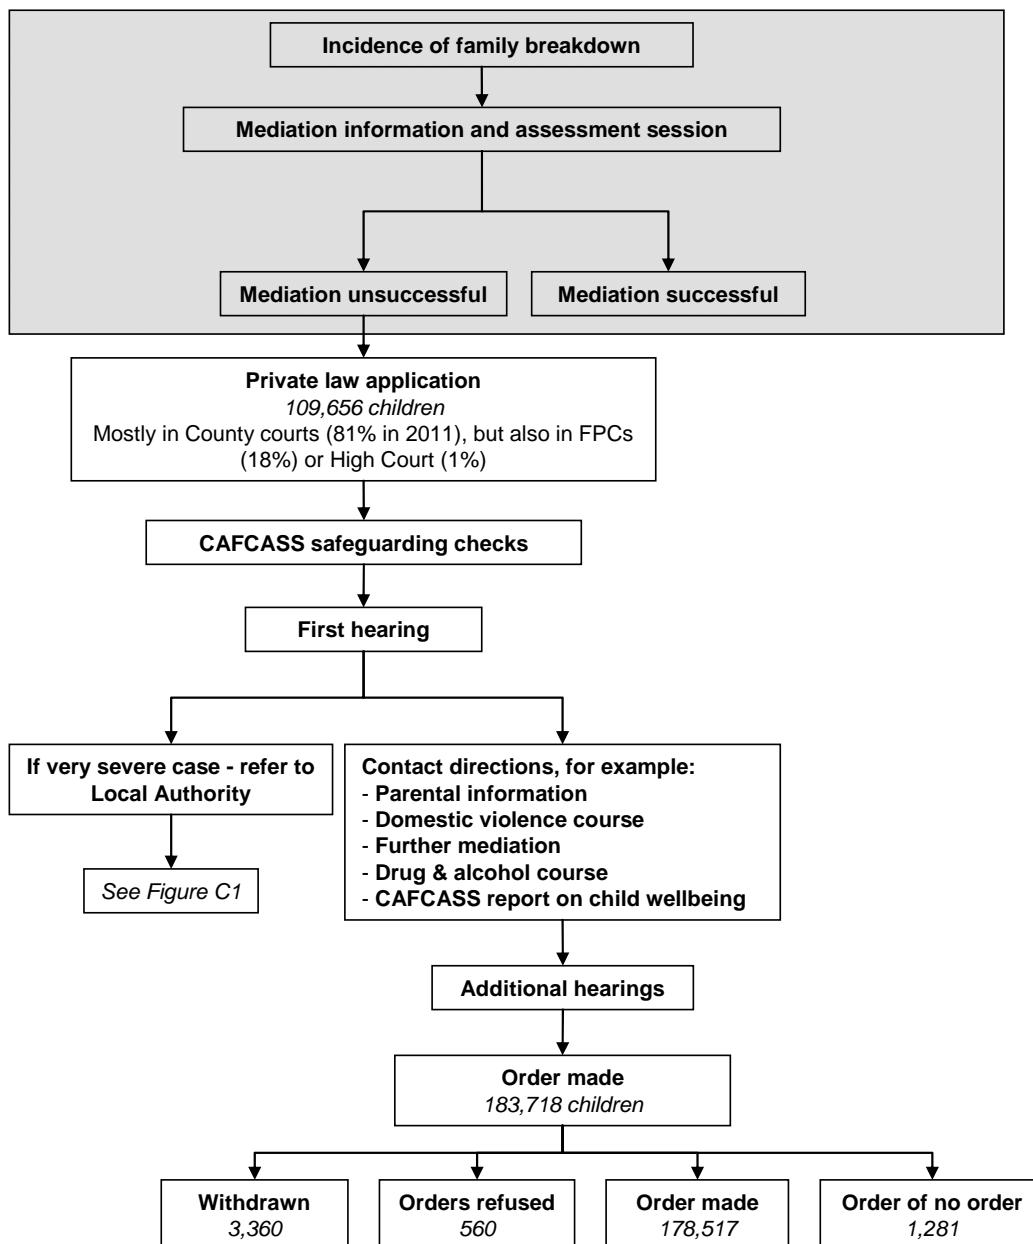 Incidence of family breakdown
Mediation information and assessment session
Mediation unsuccessful
Mediation successful
Private law application
109,656 children
Mostly in County courts (81% in 2011), but also in FPCs
(18%) or High Court (1%)
CAFCASS safeguarding checks
First hearing
If very severe case - refer to
Local Authority
See Figure C1
Contact directions, for example:
- Parental information
- Domestic violence course
- Further mediation
- Drug & alcohol course
- CAFCASS report on child wellbeing
Additional hearings
Order made
183,718 children
Withdrawn
3,360
Orders refused
560
Order made
178,517
Order of no order
1,281